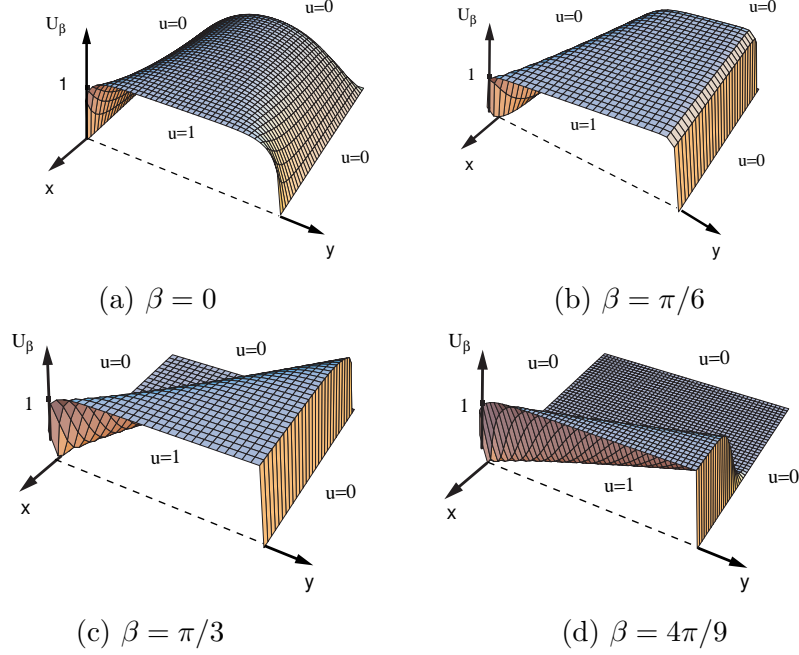 U_β
u=0
u=0
1
u=1
u=0
x
y
(a) β = 0
U_β
u=0
u=0
1
u=1
u=0
x
y
(b) β = π/6
U_β
u=0
u=0
1
u=1
u=0
x
y
(c) β = π/3
U_β
u=0
u=0
1
u=1
u=0
x
y
(d) β = 4π/9